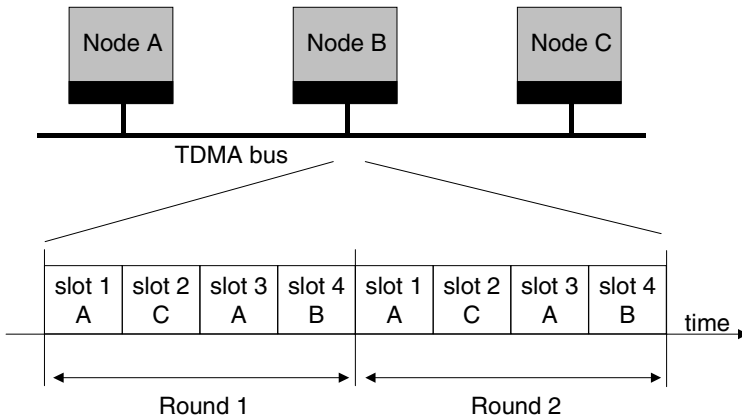 Node A
Node B
Node C
TDMA bus
slot 1 slot 2 slot 3 slot 4 slot 1 slot 2 slot 3 slot 4
A C A B A C A B
time
Round 1
Round 2